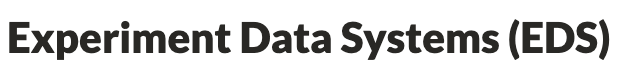 Experiment Data Systems (EDS)